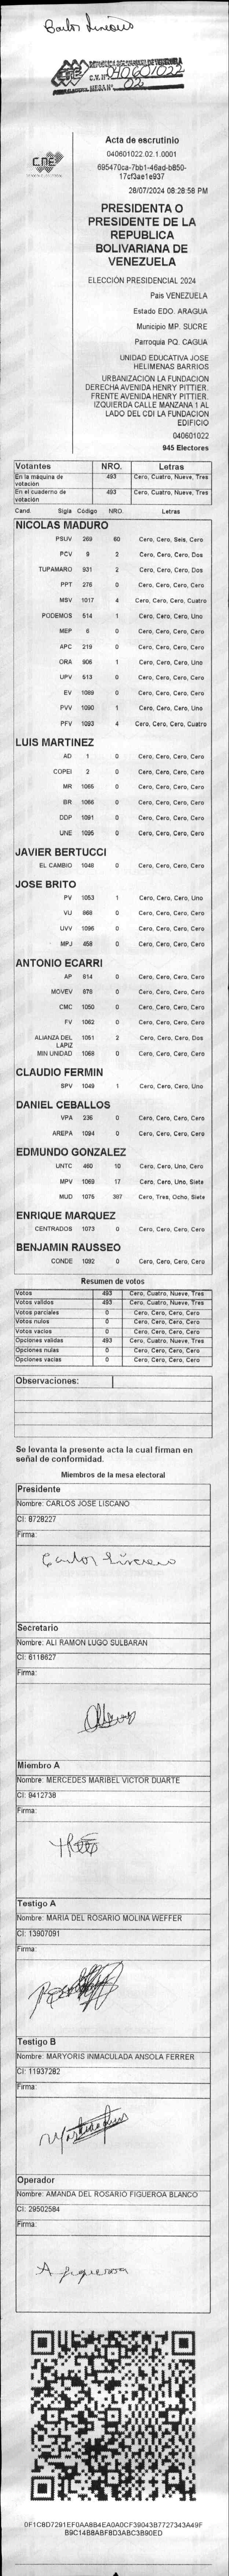 Carlos Liscano
REPUBLICA BOLIVARIANA DE VENEZUELA
C.V. Nº 040601022
MESA Nº 02
CNE
Acta de escrutinio
040601022.02.1.0001
695470ca-7bb1-46ad-b850-
17cf3ae1e937
28/07/2024 08:28:58 PM
PRESIDENTA O
PRESIDENTE DE LA
REPUBLICA
BOLIVARIANA DE
VENEZUELA
ELECCIÓN PRESIDENCIAL 2024
Pais VENEZUELA
Estado EDO. ARAGUA
Municipio MP. SUCRE
Parroquia PQ. CAGUA
UNIDAD EDUCATIVA JOSE
HELIMENAS BARRIOS
URBANIZACION LA FUNDACION
DERECHA AVENIDA HENRY PITTIER.
FRENTE AVENIDA HENRY PITTIER.
IZQUIERDA CALLE MANZANA 1 AL
LADO DEL CDI LA FUNDACION
EDIFICIO
040601022
945 Electores
Votantes NRO. Letras
En la máquina de votación 493 Cero, Cuatro, Nueve, Tres
En el cuaderno de votación 493 Cero, Cuatro, Nueve, Tres
Cand. Sigla Código NRO. Letras
NICOLAS MADURO
PSUV 269 60 Cero, Cero, Seis, Cero
PCV 9 2 Cero, Cero, Cero, Dos
TUPAMARO 931 2 Cero, Cero, Cero, Dos
PPT 276 0 Cero, Cero, Cero, Cero
MSV 1017 4 Cero, Cero, Cero, Cuatro
PODEMOS 514 1 Cero, Cero, Cero, Uno
MEP 6 0 Cero, Cero, Cero, Cero
APC 219 0 Cero, Cero, Cero, Cero
ORA 906 1 Cero, Cero, Cero, Uno
UPV 513 0 Cero, Cero, Cero, Cero
EV 1089 0 Cero, Cero, Cero, Cero
PVV 1090 1 Cero, Cero, Cero, Uno
PFV 1093 4 Cero, Cero, Cero, Cuatro
LUIS MARTINEZ
AD 1 0 Cero, Cero, Cero, Cero
COPEI 2 0 Cero, Cero, Cero, Cero
MR 1065 0 Cero, Cero, Cero, Cero
BR 1066 0 Cero, Cero, Cero, Cero
DDP 1091 0 Cero, Cero, Cero, Cero
UNE 1095 0 Cero, Cero, Cero, Cero
JAVIER BERTUCCI
EL CAMBIO 1048 0 Cero, Cero, Cero, Cero
JOSE BRITO
PV 1053 1 Cero, Cero, Cero, Uno
VU 868 0 Cero, Cero, Cero, Cero
UVV 1096 0 Cero, Cero, Cero, Cero
MPJ 458 0 Cero, Cero, Cero, Cero
ANTONIO ECARRI
AP 814 0 Cero, Cero, Cero, Cero
MOVEV 878 0 Cero, Cero, Cero, Cero
CMC 1050 0 Cero, Cero, Cero, Cero
FV 1062 0 Cero, Cero, Cero, Cero
ALIANZA DEL LÁPIZ 1051 2 Cero, Cero, Cero, Dos
MIN UNIDAD 1068 0 Cero, Cero, Cero, Cero
CLAUDIO FERMIN
SPV 1049 1 Cero, Cero, Cero, Uno
DANIEL CEBALLOS
VPA 236 0 Cero, Cero, Cero, Cero
AREPA 1094 0 Cero, Cero, Cero, Cero
EDMUNDO GONZALEZ
UNTC 460 10 Cero, Cero, Uno, Cero
MPV 1069 17 Cero, Cero, Uno, Siete
MUD 1075 387 Cero, Tres, Ocho, Siete
ENRIQUE MARQUEZ
CENTRADOS 1073 0 Cero, Cero, Cero, Cero
BENJAMIN RAUSSEO
CONDE 1092 0 Cero, Cero, Cero, Cero
Resumen de votos
Votos 493 Cero, Cuatro, Nueve, Tres
Votos validos 493 Cero, Cuatro, Nueve, Tres
Votos parciales 0 Cero, Cero, Cero, Cero
Votos nulos 0 Cero, Cero, Cero, Cero
Votos vacios 0 Cero, Cero, Cero, Cero
Opciones validas 493 Cero, Cuatro, Nueve, Tres
Opciones nulas 0 Cero, Cero, Cero, Cero
Opciones vacias 0 Cero, Cero, Cero, Cero
Observaciones:
Se levanta la presente acta la cual firman en
señal de conformidad.
Miembros de la mesa electoral
Presidente
Nombre: CARLOS JOSE LISCANO
CI: 8728227
Firma:
Carlos Liscano
Secretario
Nombre: ALI RAMON LUGO SULBARAN
CI: 6118627
Firma:
Miembro A
Nombre: MERCEDES MARIBEL VICTOR DUARTE
CI: 9412738
Firma:
Testigo A
Nombre: MARIA DEL ROSARIO MOLINA WEFFER
CI: 13907091
Firma:
Testigo B
Nombre: MARYORIS INMACULADA ANSOLA FERRER
CI: 11937282
Firma:
Operador
Nombre: AMANDA DEL ROSARIO FIGUEROA BLANCO
CI: 29502584
Firma:
A Figueroa
0F1C8D7291EF0AA8B4EA0A0CF39043B7727343A49F
B9C14B8ABF8D3ABC3B90ED